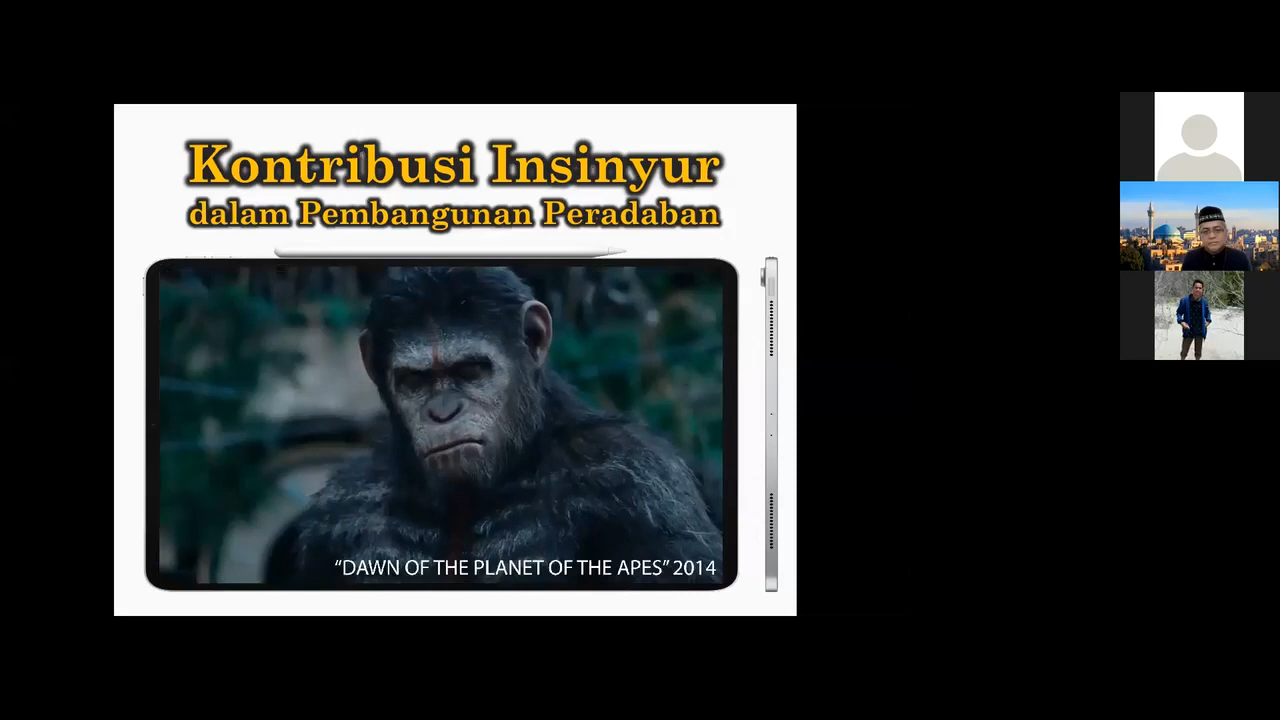 Kontribusi Insinyur
dalam Pembangunan Peradaban
"DAWN OF THE PLANET OF THE APES" 2014